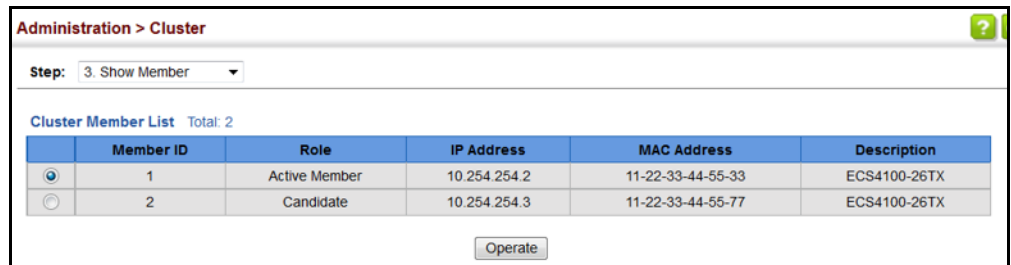 Administration > Cluster ?
Step: 3. Show Member
Cluster Member List Total: 2
Member ID Role IP Address MAC Address Description
1 Active Member 10.254.254.2 11-22-33-44-55-33 ECS4100-26TX
2 Candidate 10.254.254.3 11-22-33-44-55-77 ECS4100-26TX
Operate